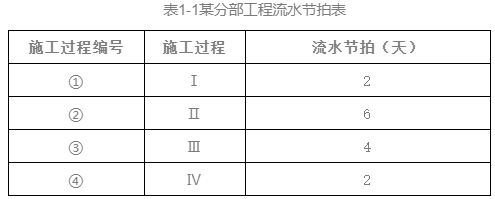 表1-1某分部工程流水节拍表
施工过程编号 施工过程 流水节拍（天）
① Ⅰ 2
② Ⅱ 6
③ Ⅲ 4
④ Ⅳ 2